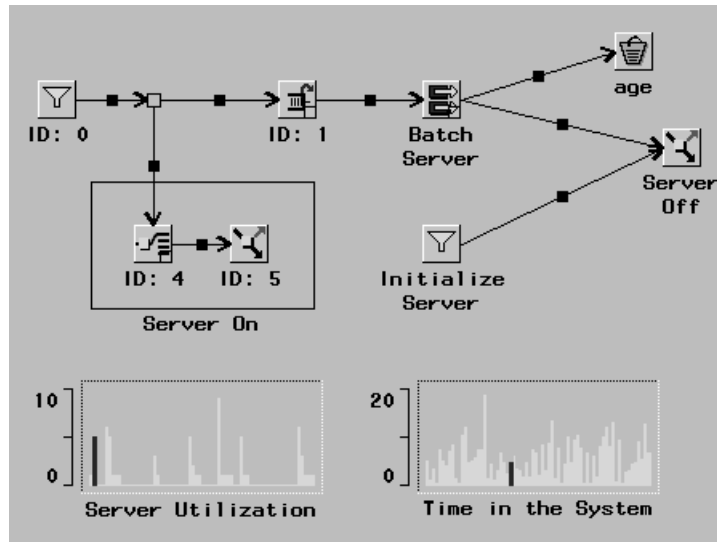 age
ID: 0
ID: 1
Batch
Server
Server
Off
ID: 4
ID: 5
Initialize
Server
Server On
10
0
Server Utilization
20
0
Time in the System